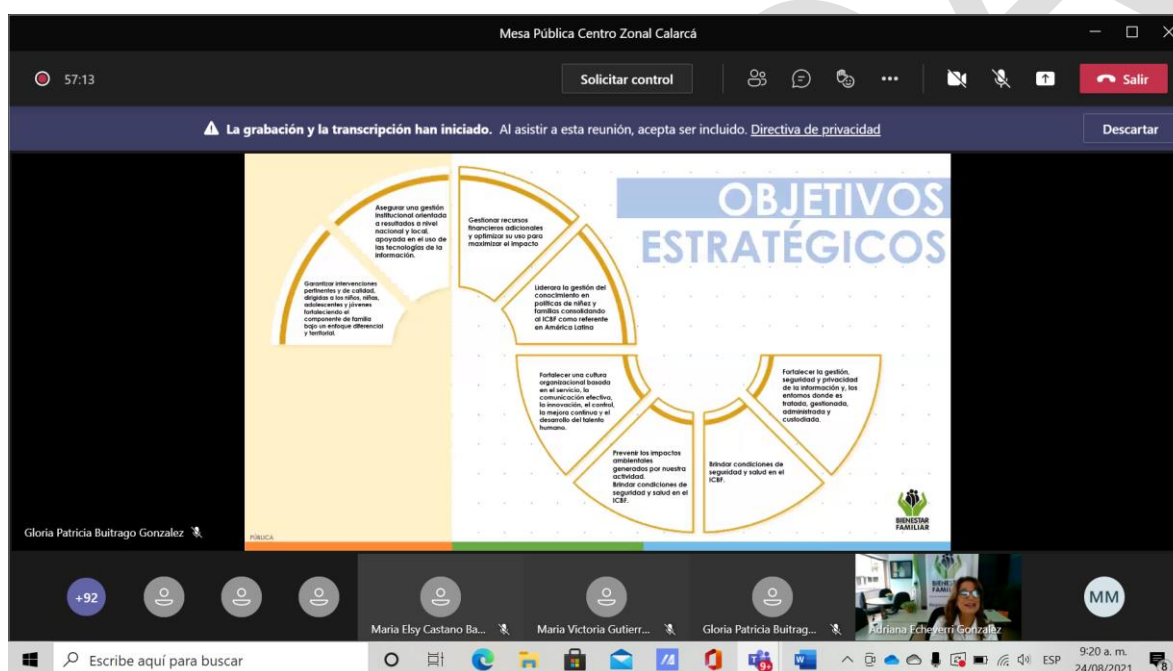 Mesa Pública Centro Zonal Calarcá
57:13
Solicitar control
Salir
La grabación y la transcripción han iniciado. Al asistir a esta reunión, acepta ser incluido. Directiva de privacidad
Descartar
OBJETIVOS
ESTRATÉGICOS
Garantizar intervenciones
pertinentes y de calidad,
dirigidas a los niños, niñas,
adolescentes y jóvenes
fortaleciendo el
componente de familia
bajo un enfoque diferencial
y territorial.
Asegurar una gestión
institucional orientada
a resultados a nivel
nacional y local,
apoyada en el uso de
las tecnologías de la
información.
Gestionar recursos
financieros adicionales
y optimizar su uso para
maximizar el impacto
Liderara la gestión del
conocimiento en
políticas de niñez y
familias consolidando
al ICBF como referente
en América Latina
Fortalecer una cultura
organizacional basada
en el servicio, la
comunicación efectiva,
la innovación, el control,
la mejora continua y el
desarrollo del talento
humano.
Prevenir los impactos
ambientales
generados por nuestra
actividad.
Brindar condiciones de
seguridad y salud en el
ICBF.
Brindar condiciones de
seguridad y salud en el
ICBF.
Fortalecer la gestión,
seguridad y privacidad
de la información y, los
entornos donde es
tratada, gestionada,
administrada y
custodiada.
BIENESTAR
FAMILIAR
PÚBLICA
Gloria Patricia Buitrago Gonzalez
+92
Maria Elsy Castano Ba...
Maria Victoria Gutierr...
Gloria Patricia Buitrag...
Adriana Echeverri Gonzalez
MM
Escribe aquí para buscar
9+
ESP
9:20 a. m.
24/08/2021